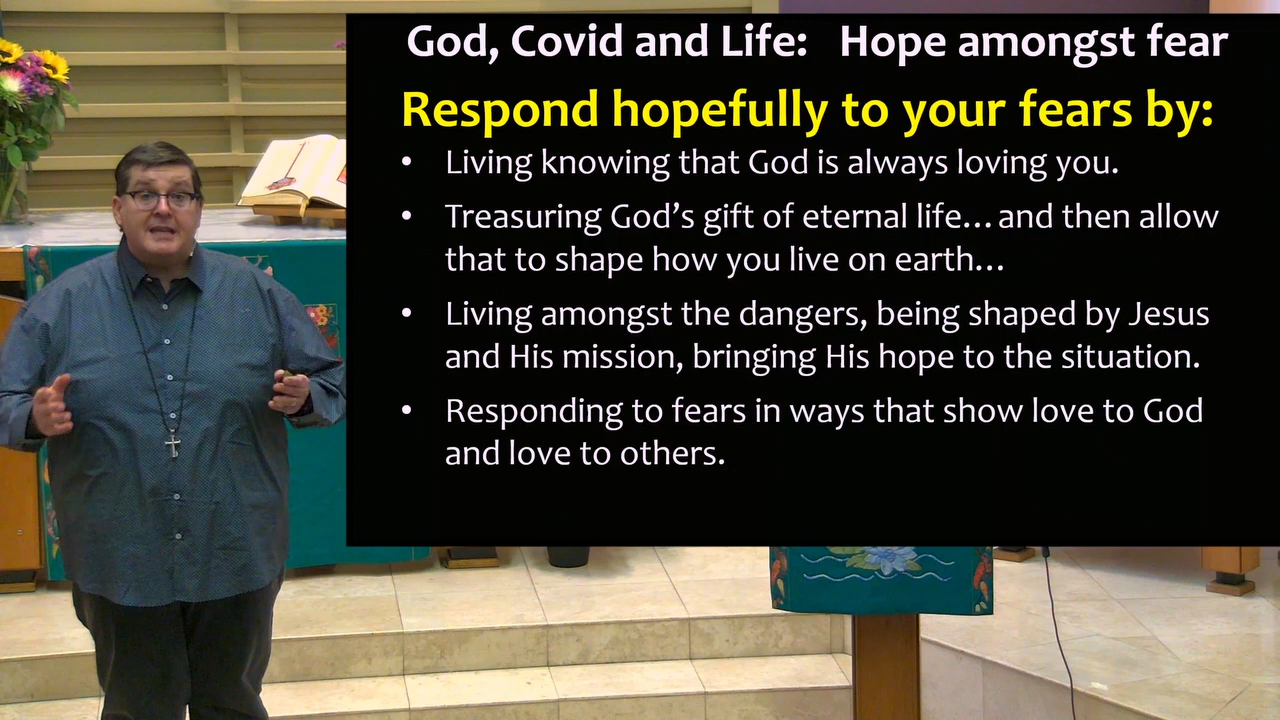 God, Covid and Life: Hope amongst fear
Respond hopefully to your fears by:
• Living knowing that God is always loving you.
• Treasuring God's gift of eternal life…and then allow
that to shape how you live on earth…
• Living amongst the dangers, being shaped by Jesus
and His mission, bringing His hope to the situation.
• Responding to fears in ways that show love to God
and love to others.